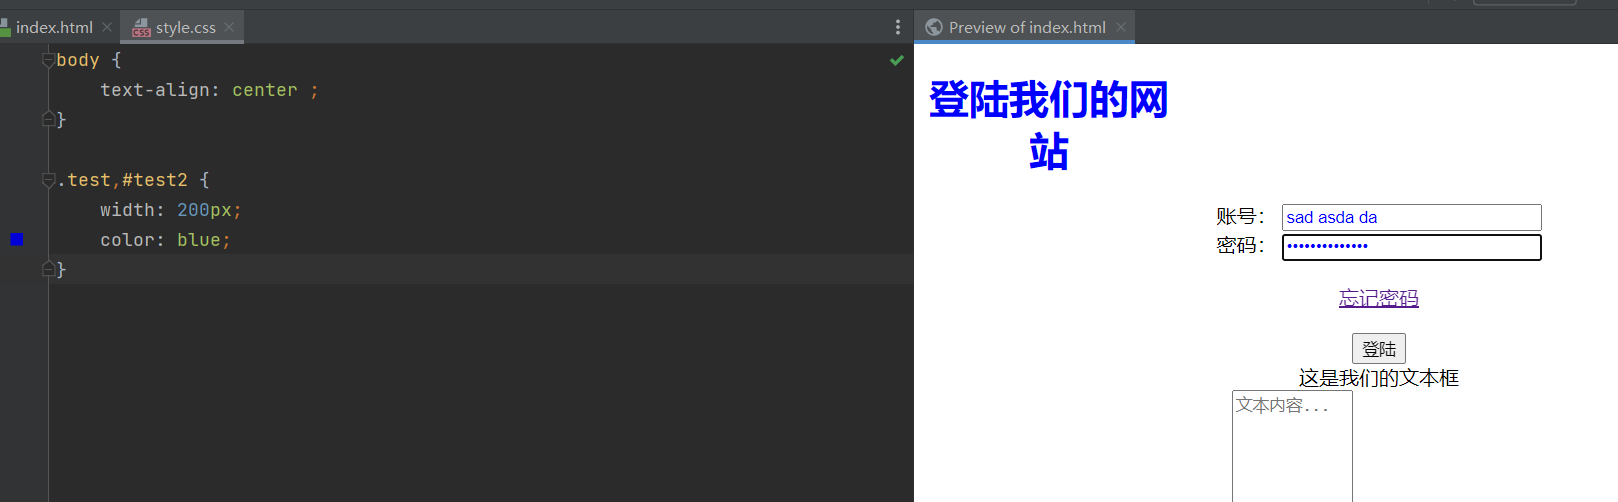 index.html
style.css
Preview of index.html
body {
text-align: center ;
}
.test,#test2 {
width: 200px;
color: blue;
}
登陆我们的网
站
账号： sad asda da
密码： ••••••••••••••
忘记密码
登陆
这是我们的文本框
文本内容...
CSS